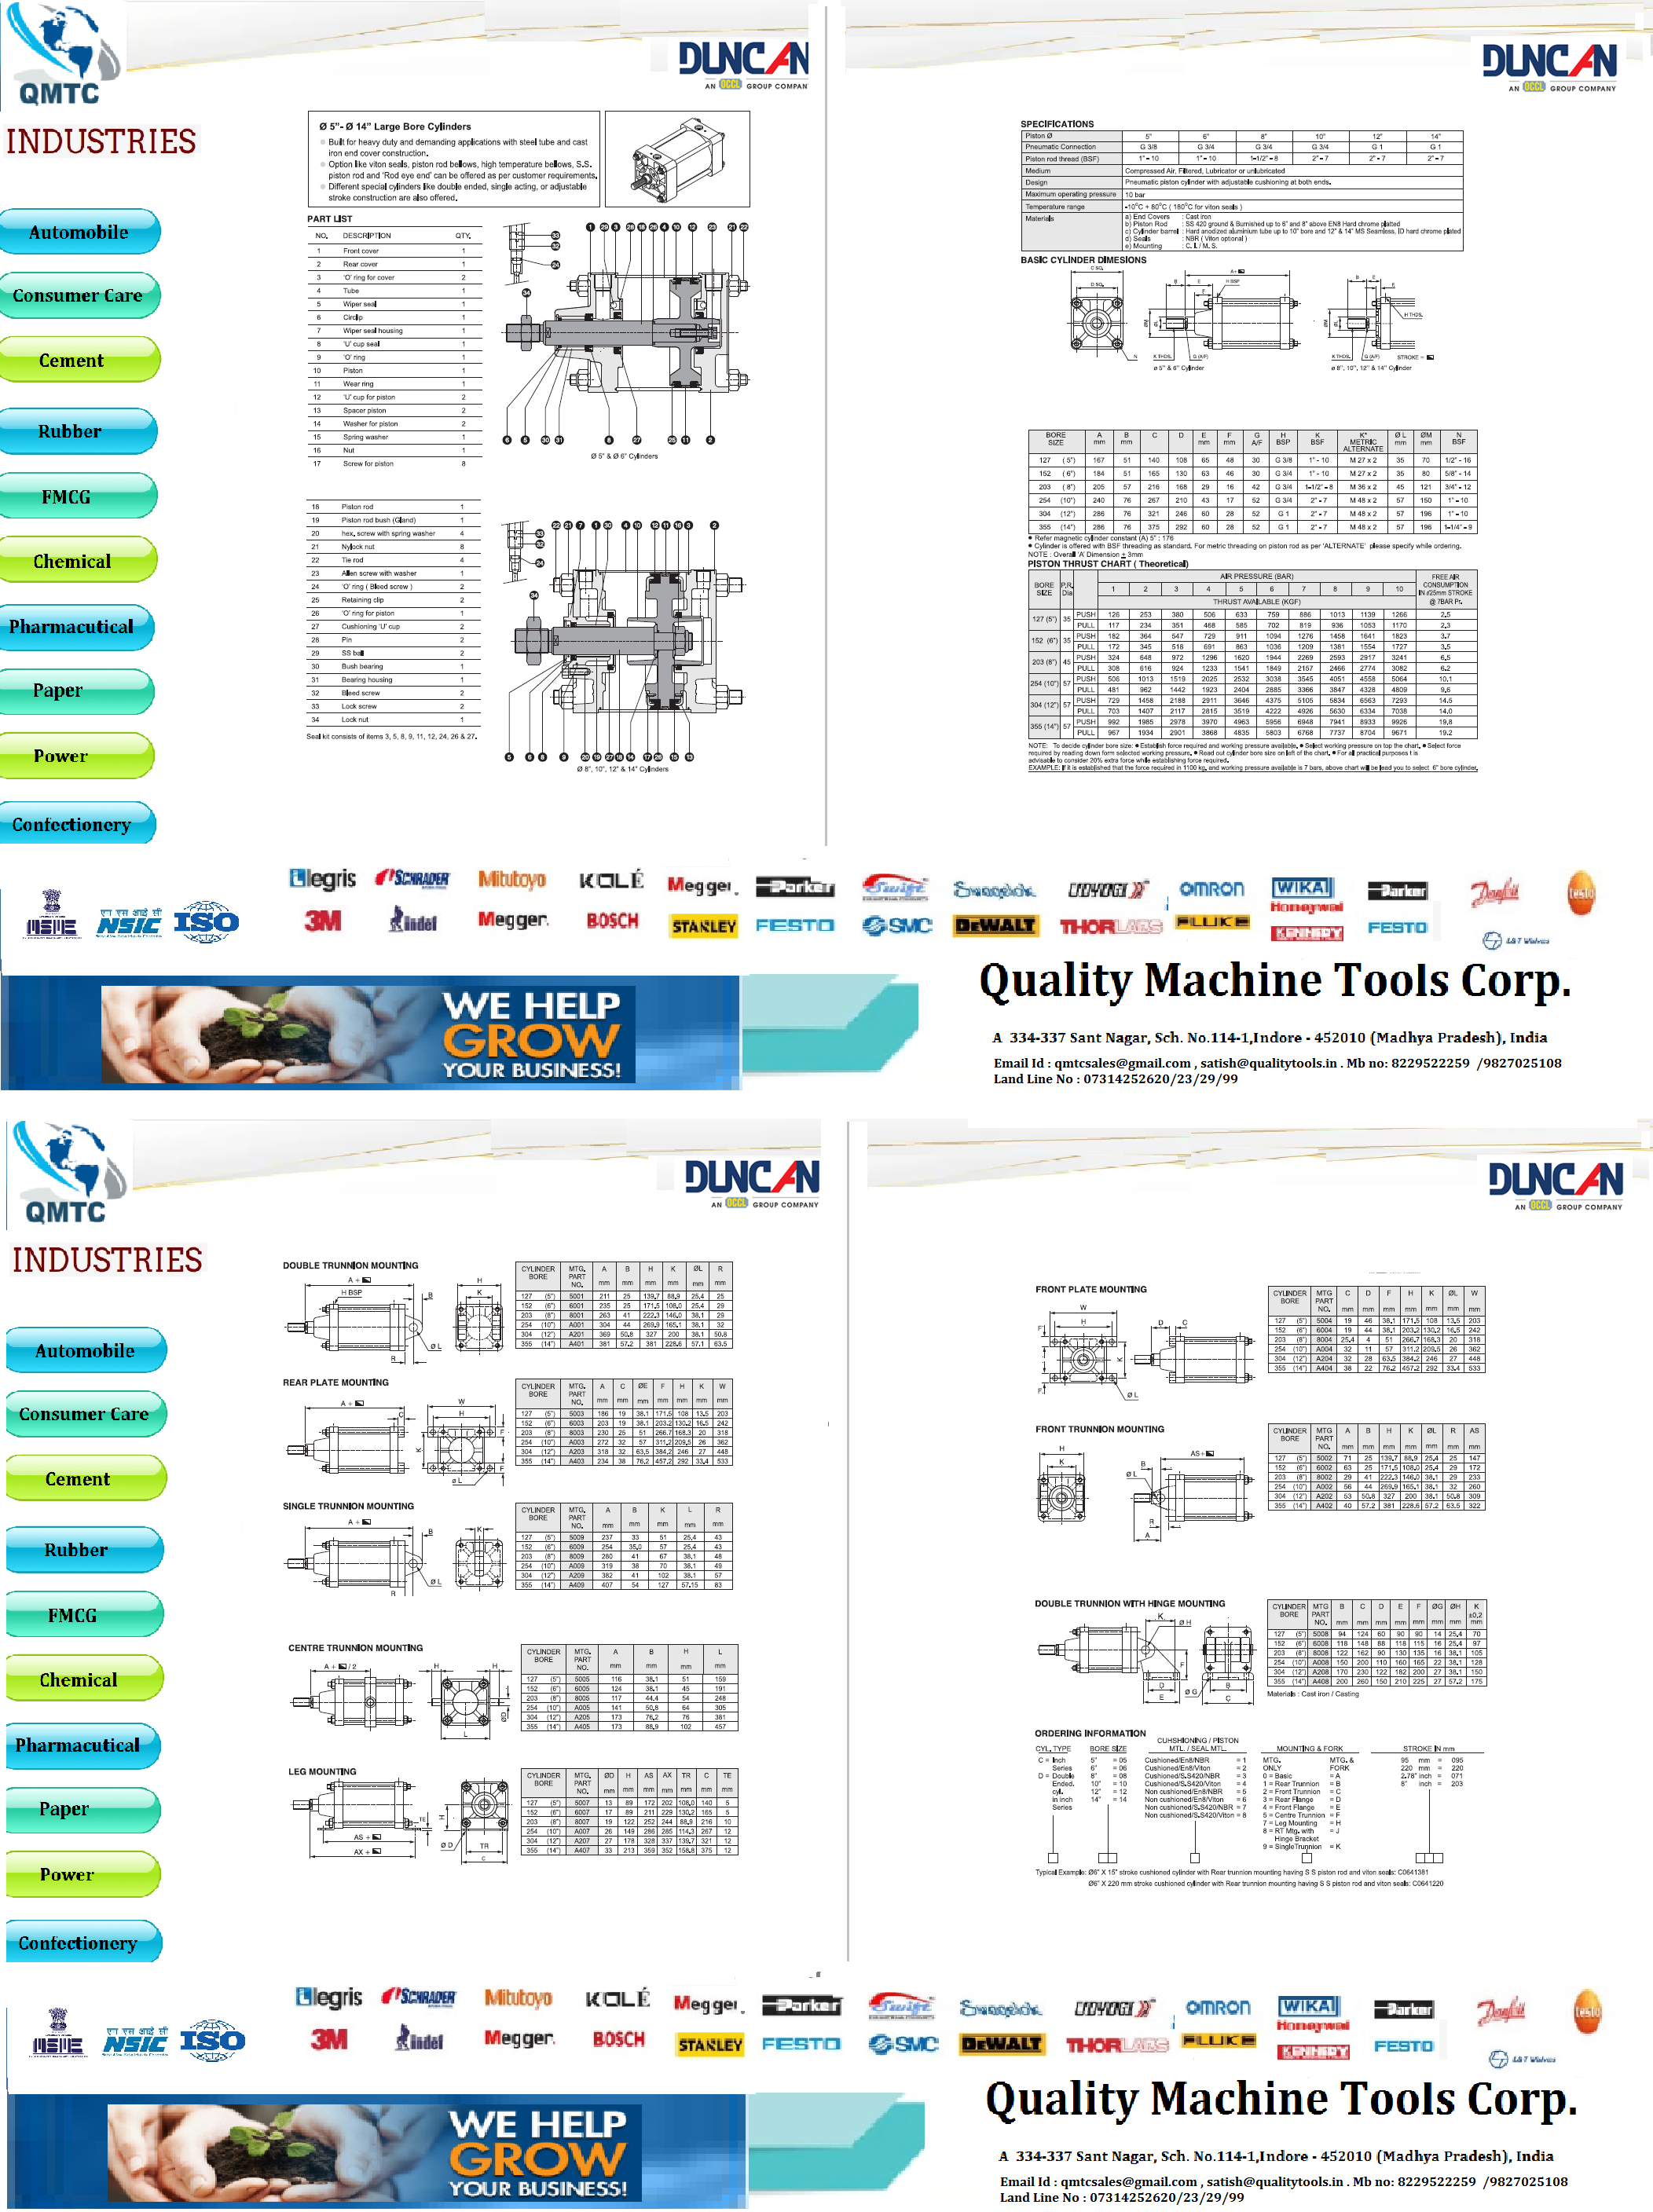 QMTC
DUNCAN
AN OCCL GROUP COMPANY
DUNCAN
AN OCCL GROUP COMPANY
INDUSTRIES
Automobile
Consumer Care
Cement
Rubber
FMCG
Chemical
Pharmacutical
Paper
Power
Confectionery
Ø 5"- Ø 14" Large Bore Cylinders
Built for heavy duty and demanding applications with steel tube and cast
iron end cover construction.
Option like viton seals, piston rod bellows, high temperature bellows, S.S.
piston rod and 'Rod eye end' can be offered as per customer requirements.
Different special cylinders like double ended, single acting, or adjustable
stroke construction are also offered.
PART LIST
NO. DESCRIPTION QTY.
1 Front cover 1
2 Rear cover 1
3 'O' ring for cover 2
4 Tube 1
5 Wiper seal 1
6 Circlip 1
7 Wiper seal housing 1
8 'U' cup seal 1
9 'O' ring 1
10 Piston 1
11 Wear ring 1
12 'U' cup for piston 2
13 Spacer piston 2
14 Washer for piston 2
15 Spring washer 1
16 Nut 1
17 Screw for piston 8
Ø 5" & Ø 6" Cylinders
18 Piston rod 1
19 Piston rod bush (Gland) 1
20 hex. screw with spring washer 4
21 Nylock nut 8
22 Tie rod 4
23 Allen screw with washer 1
24 'O' ring ( Bleed screw ) 2
25 Retaining clip 2
26 'O' ring for piston 1
27 Cushioning 'U' cup 2
28 Pin 2
29 SS ball 2
30 Bush bearing 1
31 Bearing housing 1
32 Bleed screw 2
33 Lock screw 2
34 Lock nut 1
Seal kit consists of items 3, 5, 8, 9, 11, 12, 24, 26 & 27.
Ø 8", 10", 12" & 14" Cylinders
SPECIFICATIONS
Piston Ø 5" 6" 8" 10" 12" 14"
Pneumatic Connection G 3/8 G 3/4 G 3/4 G 3/4 G 1 G 1
Piston rod thread (BSF) 1" - 10 1" - 10 1-1/2" - 8 2" - 7 2" - 7 2" - 7
Medium Compressed Air, Filtered, Lubricator or unlubricated
Design Pneumatic piston cylinder with adjustable cushioning at both ends.
Maximum operating pressure 10 bar
Temperature range -10°C + 80°C ( 180°C for viton seals )
Materials a) End Covers : Cast iron
b) Piston Rod : SS 420 ground & Burnished up to 6" and 8" above EN8 Hard chrome plated
c) Cylinder barrel : Hard anodized aluminium tube up to 10" bore and 12" & 14" MS Seamless, ID hard chrome plated
d) Seals : NBR ( Viton optional )
e) Mounting : C. I. / M. S.
BASIC CYLINDER DIMESIONS
ø 5" & 6" Cylinder
ø 8", 10", 12" & 14" Cylinder
STROKE =
BORE SIZE A mm B mm C D E mm F mm G A/F H BSP K BSF K* METRIC ALTERNATE Ø L mm ØM mm N BSF
127 ( 5") 167 51 140 108 65 48 30 G 3/8 1" - 10 M 27 x 2 35 70 1/2" - 16
152 ( 6") 184 51 165 130 63 46 30 G 3/4 1" - 10 M 27 x 2 35 80 5/8" - 14
203 ( 8") 205 57 216 168 29 16 42 G 3/4 1-1/2" - 8 M 36 x 2 45 121 3/4" - 12
254 (10") 240 76 267 210 43 17 52 G 3/4 2" - 7 M 48 x 2 57 150 1" - 10
304 (12") 286 76 321 246 60 28 52 G 1 2" - 7 M 48 x 2 57 196 1" - 10
355 (14") 286 76 375 292 60 28 52 G 1 2" - 7 M 48 x 2 57 196 1-1/4" - 9
Refer magnetic cylinder constant (A) 5" : 176
Cylinder is offered with BSF threading as standard. For metric threading on piston rod as per 'ALTERNATE' please specify while ordering.
NOTE : Overall 'A' Dimension ± 3mm
PISTON THRUST CHART ( Theoretical)
BORE SIZE P.R. Dia AIR PRESSURE (BAR) FREE AIR CONSUMPTION IN /25mm STROKE @ 7BAR Pr.
1 2 3 4 5 6 7 8 9 10
THRUST AVAILABLE (KGF)
127 (5") 35 PUSH 126 253 380 506 633 759 886 1013 1139 1266 2.5
PULL 117 234 351 468 585 702 819 936 1053 1170 2.3
152 (6") 35 PUSH 182 364 547 729 911 1094 1276 1458 1641 1823 3.7
PULL 172 345 518 691 863 1036 1209 1381 1554 1727 3.5
203 (8") 45 PUSH 324 648 972 1296 1620 1944 2269 2593 2917 3241 6.5
PULL 308 616 924 1233 1541 1849 2157 2466 2774 3082 6.2
254 (10") 57 PUSH 506 1013 1519 2025 2532 3038 3545 4051 4558 5064 10.1
PULL 481 962 1442 1923 2404 2885 3366 3847 4328 4809 9.6
304 (12") 57 PUSH 729 1458 2188 2911 3646 4375 5105 5834 6563 7293 14.5
PULL 703 1407 2117 2815 3519 4222 4926 5630 6334 7038 14.0
355 (14") 57 PUSH 992 1985 2978 3970 4963 5956 6948 7941 8933 9926 19.8
PULL 967 1934 2901 3868 4835 5803 6768 7737 8704 9671 19.2
NOTE: To decide cylinder bore size: Establish force required and working pressure available. Select working pressure on top the chart. Select force
required by reading down form selected working pressure. Read out cylinder bore size on left of the chart. For all practical purposes t is
advisable to consider 20% extra force while establishing force required.
EXAMPLE: If it is established that the force required in 1100 kg. and working pressure available is 7 bars, above chart will be lead you to select 6" bore cylinder.
legris SCHRADER Mitutoyo KOLÉ Megger Parker Swift Swagelok UOYOGI OMRON WIKA Parker Danfoss testo
Honeywell
NSIC ISO 3M Indef Megger. BOSCH STANLEY FESTO SMC DEWALT THORLABS FLUKE KENNEDY FESTO L&T Valves
WE HELP
GROW
YOUR BUSINESS!
Quality Machine Tools Corp.
A 334-337 Sant Nagar, Sch. No.114-1,Indore - 452010 (Madhya Pradesh), India
Email Id : qmtcsales@gmail.com , satish@qualitytools.in . Mb no: 8229522259 /9827025108
Land Line No : 07314252620/23/29/99
QMTC
DUNCAN
AN OCCL GROUP COMPANY
DUNCAN
AN OCCL GROUP COMPANY
INDUSTRIES
Automobile
Consumer Care
Cement
Rubber
FMCG
Chemical
Pharmacutical
Paper
Power
Confectionery
DOUBLE TRUNNION MOUNTING
CYLINDER BORE MTG. PART NO. A mm B mm H mm K mm ØL mm R mm
127 (5") 5001 211 25 139.7 88.9 25.4 25
152 (6") 6001 235 25 171.5 108.0 25.4 29
203 (8") 8001 263 41 222.3 146.0 38.1 29
254 (10") A001 304 44 269.9 165.1 38.1 32
304 (12") A201 369 50.8 327 200 38.1 50.8
355 (14") A401 381 57.2 381 228.6 57.1 63.5
REAR PLATE MOUNTING
CYLINDER BORE MTG. PART NO. A mm C mm ØE mm F mm H mm K mm W mm
127 (5") 5003 186 19 38.1 171.5 108 13.5 203
152 (6") 6003 203 19 38.1 203.2 130.2 16.5 242
203 (8") 8003 230 25 51 266.7 168.3 20 318
254 (10") A003 272 32 57 311.2 209.5 26 362
304 (12") A203 318 32 63.5 384.2 246 27 448
355 (14") A403 234 38 76.2 457.2 292 33.4 533
SINGLE TRUNNION MOUNTING
CYLINDER BORE MTG. PART NO. A mm B mm K mm L mm R mm
127 (5") 5009 237 33 51 25.4 43
152 (6") 6009 254 35.0 57 25.4 43
203 (8") 8009 280 41 67 38.1 48
254 (10") A009 319 38 70 38.1 49
304 (12") A209 382 41 102 38.1 57
355 (14") A409 407 54 127 57.15 83
CENTRE TRUNNION MOUNTING
CYLINDER BORE MTG. PART NO. A mm B mm H mm L mm
127 (5") 5005 116 38.1 51 159
152 (6") 6005 124 38.1 45 191
203 (8") 8005 117 44.4 54 248
254 (10") A005 141 50.8 64 305
304 (12") A205 173 76.2 76 381
355 (14") A405 173 88.9 102 457
LEG MOUNTING
CYLINDER BORE MTG. PART NO. ØD mm H mm AS mm AX mm TR mm C mm TE mm
127 (5") 5007 13 89 172 202 108.0 140 5
152 (6") 6007 17 89 211 229 130.2 165 5
203 (8") 8007 19 122 252 244 88.9 216 10
254 (10") A007 26 149 286 285 114.3 267 12
304 (12") A207 27 178 328 337 139.7 321 12
355 (14") A407 33 213 359 352 158.8 375 12
FRONT PLATE MOUNTING
CYLINDER BORE MTG PART NO. C mm D mm F mm H mm K mm ØL mm W mm
127 (5") 5004 19 46 38.1 171.5 108 13.5 203
152 (6") 6004 19 44 38.1 203.2 130.2 16.5 242
203 (8") 8004 25.4 4 51 266.7 168.3 20 318
254 (10") A004 32 11 57 311.2 209.5 26 362
304 (12") A204 32 28 63.5 384.2 246 27 448
355 (14") A404 38 22 76.2 457.2 292 33.4 533
FRONT TRUNNION MOUNTING
CYLINDER BORE MTG PART NO. A mm B mm H mm K mm ØL mm R mm AS mm
127 (5") 5002 71 25 139.7 88.9 25.4 25 147
152 (6") 6002 63 25 171.5 108.0 25.4 29 172
203 (8") 8002 29 41 222.3 146.0 38.1 29 233
254 (10") A002 56 44 269.9 165.1 38.1 32 260
304 (12") A202 53 50.8 327 200 38.1 50.8 309
355 (14") A402 40 57.2 381 228.6 57.2 63.5 322
DOUBLE TRUNNION WITH HINGE MOUNTING
CYLINDER BORE MTG PART NO. B mm C mm D mm E mm F mm ØG mm ØH mm K ±0.2 mm
127 (5") 5008 94 124 60 90 90 14 25.4 70
152 (6") 6008 118 148 88 118 115 16 25.4 97
203 (8") 8008 122 162 90 130 135 16 38.1 105
254 (10") A008 150 200 110 160 165 22 38.1 128
304 (12") A208 170 230 122 182 200 27 38.1 150
355 (14") A408 200 260 150 210 225 27 57.2 175
Materials : Cast iron / Casting
ORDERING INFORMATION
CYL. TYPE BORE SIZE CUHSHIONING / PISTON MTL. / SEAL MTL. MOUNTING & FORK STROKE IN mm
C = Inch Series
D = Double Ended. cyl. in inch Series
5" = 05
6" = 06
8" = 08
10" = 10
12" = 12
14" = 14
Cushioned/En8/NBR = 1
Cushioned/En8/Viton = 2
Cushioned/S.S420/NBR = 3
Cushioned/S.S420/Viton = 4
Non cushioned/En8/NBR = 5
Non cushioned/En8/Viton = 6
Non cushioned/S.S420/NBR = 7
Non cushioned/S.S420/Viton = 8
MTG. ONLY MTG. & FORK
0 = Basic = A
1 = Rear Trunnion = B
2 = Front Trunnion = C
3 = Rear Flange = D
4 = Front Flange = E
5 = Centre Trunnion = F
7 = Leg Mounting = H
8 = RT Mtg. with Hinge Bracket = J
9 = Single Trunnion = K
95 mm = 095
220 mm = 220
2.78" inch = 071
8" inch = 203
Typical Example: Ø6" X 15" stroke cushioned cylinder with Rear trunnion mounting having S S piston rod and viton seals: C0641381
Ø6" X 220 mm stroke cushioned cylinder with Rear trunnion mounting having S S piston rod and viton seals: C0641220
legris SCHRADER Mitutoyo KOLÉ Megger Parker Swift Swagelok UOYOGI OMRON WIKA Parker Danfoss testo
Honeywell
NSIC ISO 3M Indef Megger. BOSCH STANLEY FESTO SMC DEWALT THORLABS FLUKE KENNEDY FESTO L&T Valves
WE HELP
GROW
YOUR BUSINESS!
Quality Machine Tools Corp.
A 334-337 Sant Nagar, Sch. No.114-1,Indore - 452010 (Madhya Pradesh), India
Email Id : qmtcsales@gmail.com , satish@qualitytools.in . Mb no: 8229522259 /9827025108
Land Line No : 07314252620/23/29/99